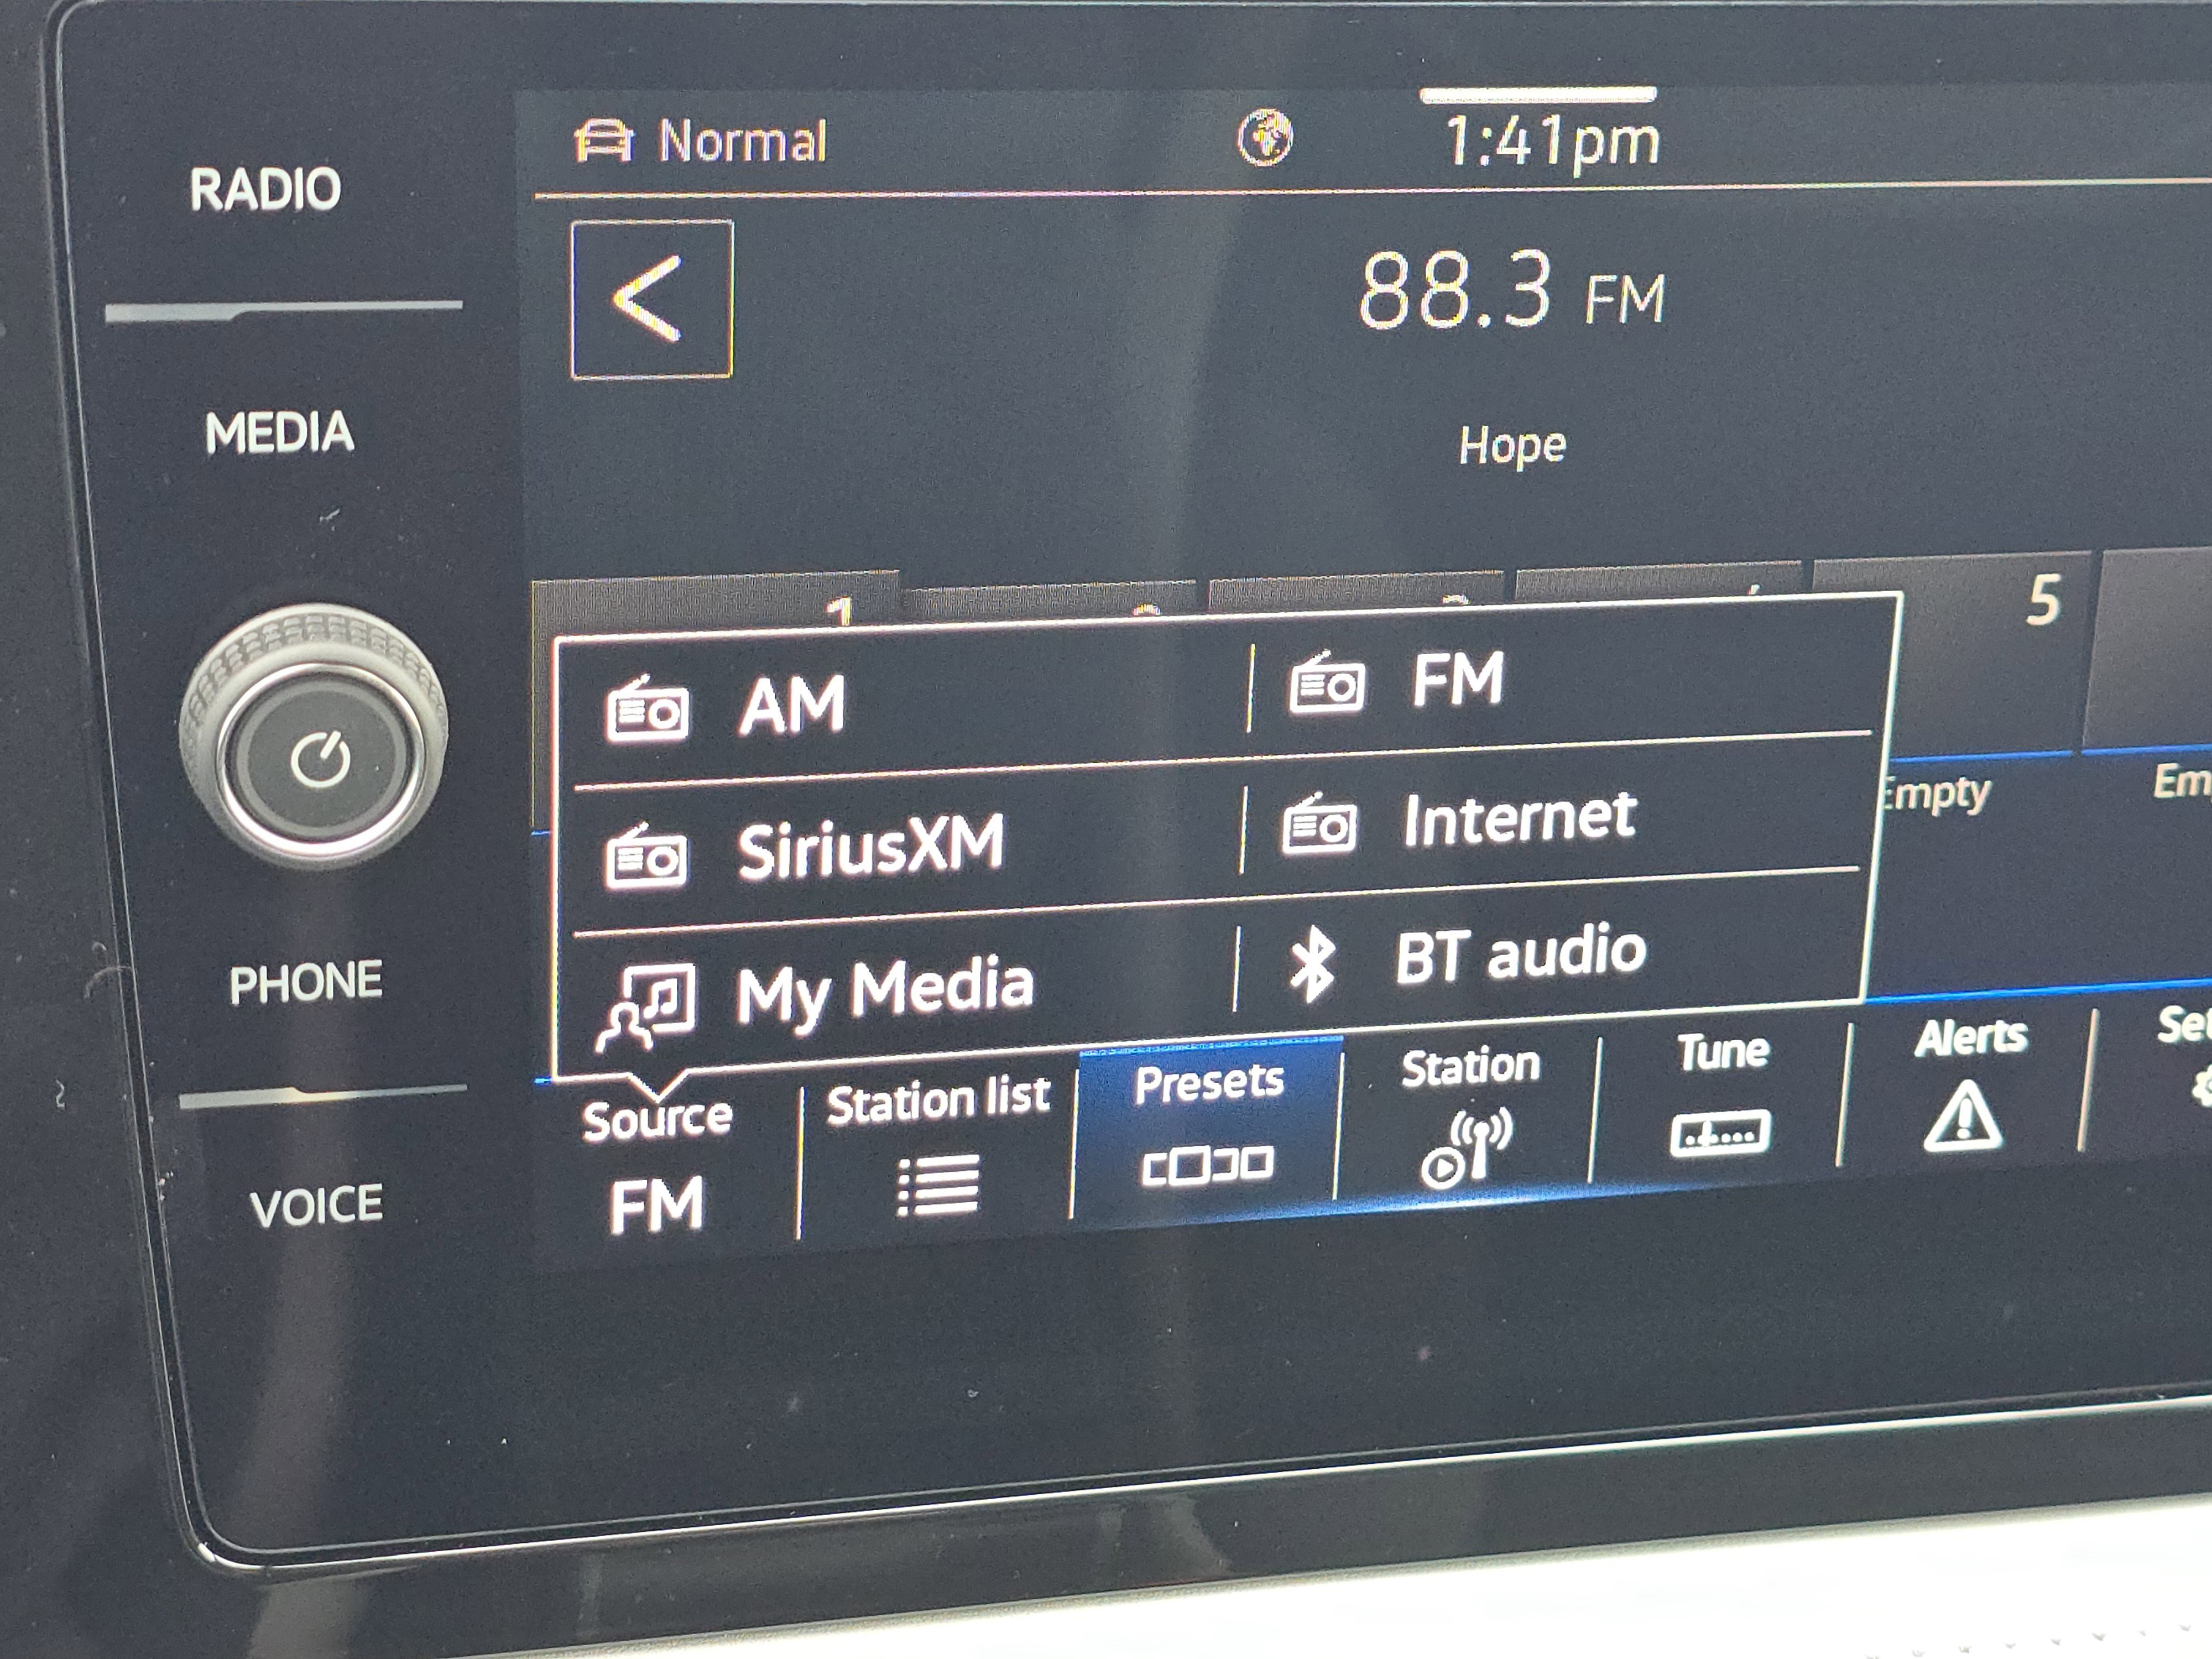 RADIO
MEDIA
PHONE
VOICE
Normal
1:41pm
88.3 FM
Hope
1
5
AM
FM
SiriusXM
Internet
My Media
BT audio
Empty
Source
FM
Station list
Presets
Station
Tune
Alerts